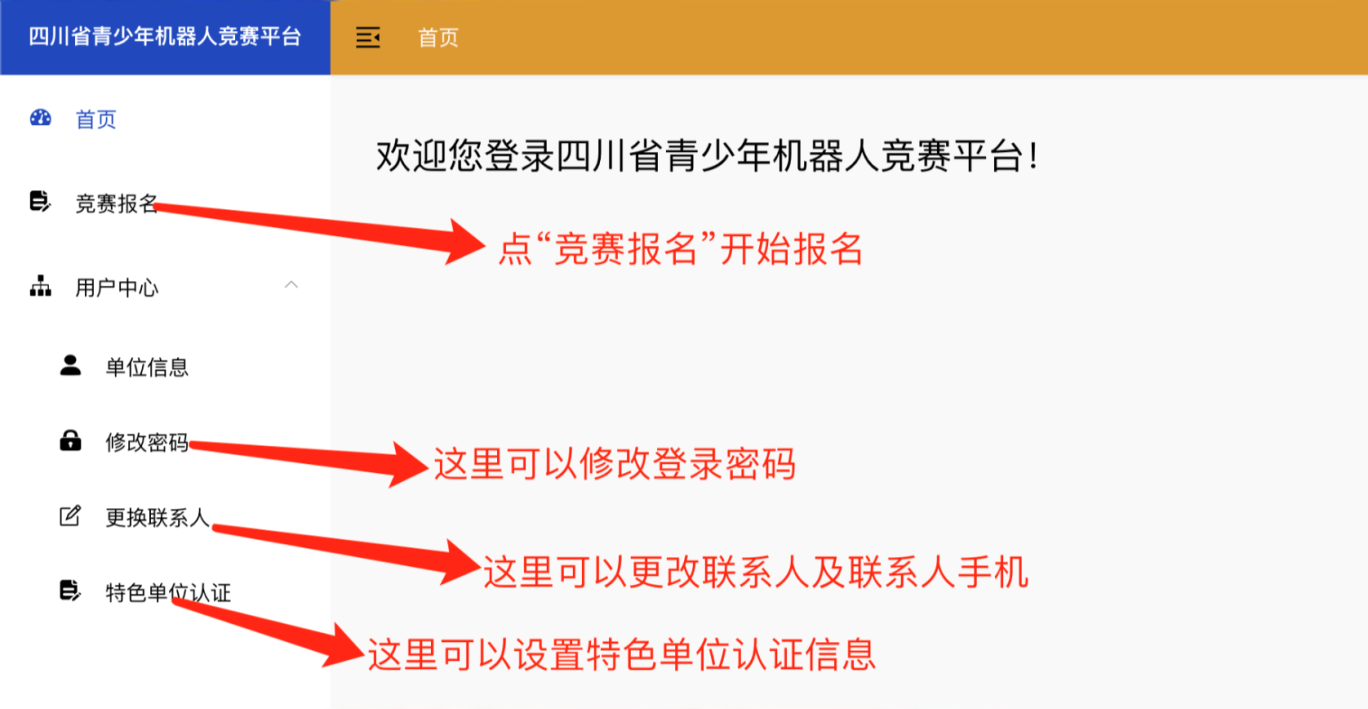 四川省青少年机器人竞赛平台
首页
首页
欢迎您登录四川省青少年机器人竞赛平台！
竞赛报名
点“竞赛报名”开始报名
用户中心
单位信息
修改密码
这里可以修改登录密码
更换联系人
这里可以更改联系人及联系人手机
特色单位认证
这里可以设置特色单位认证信息